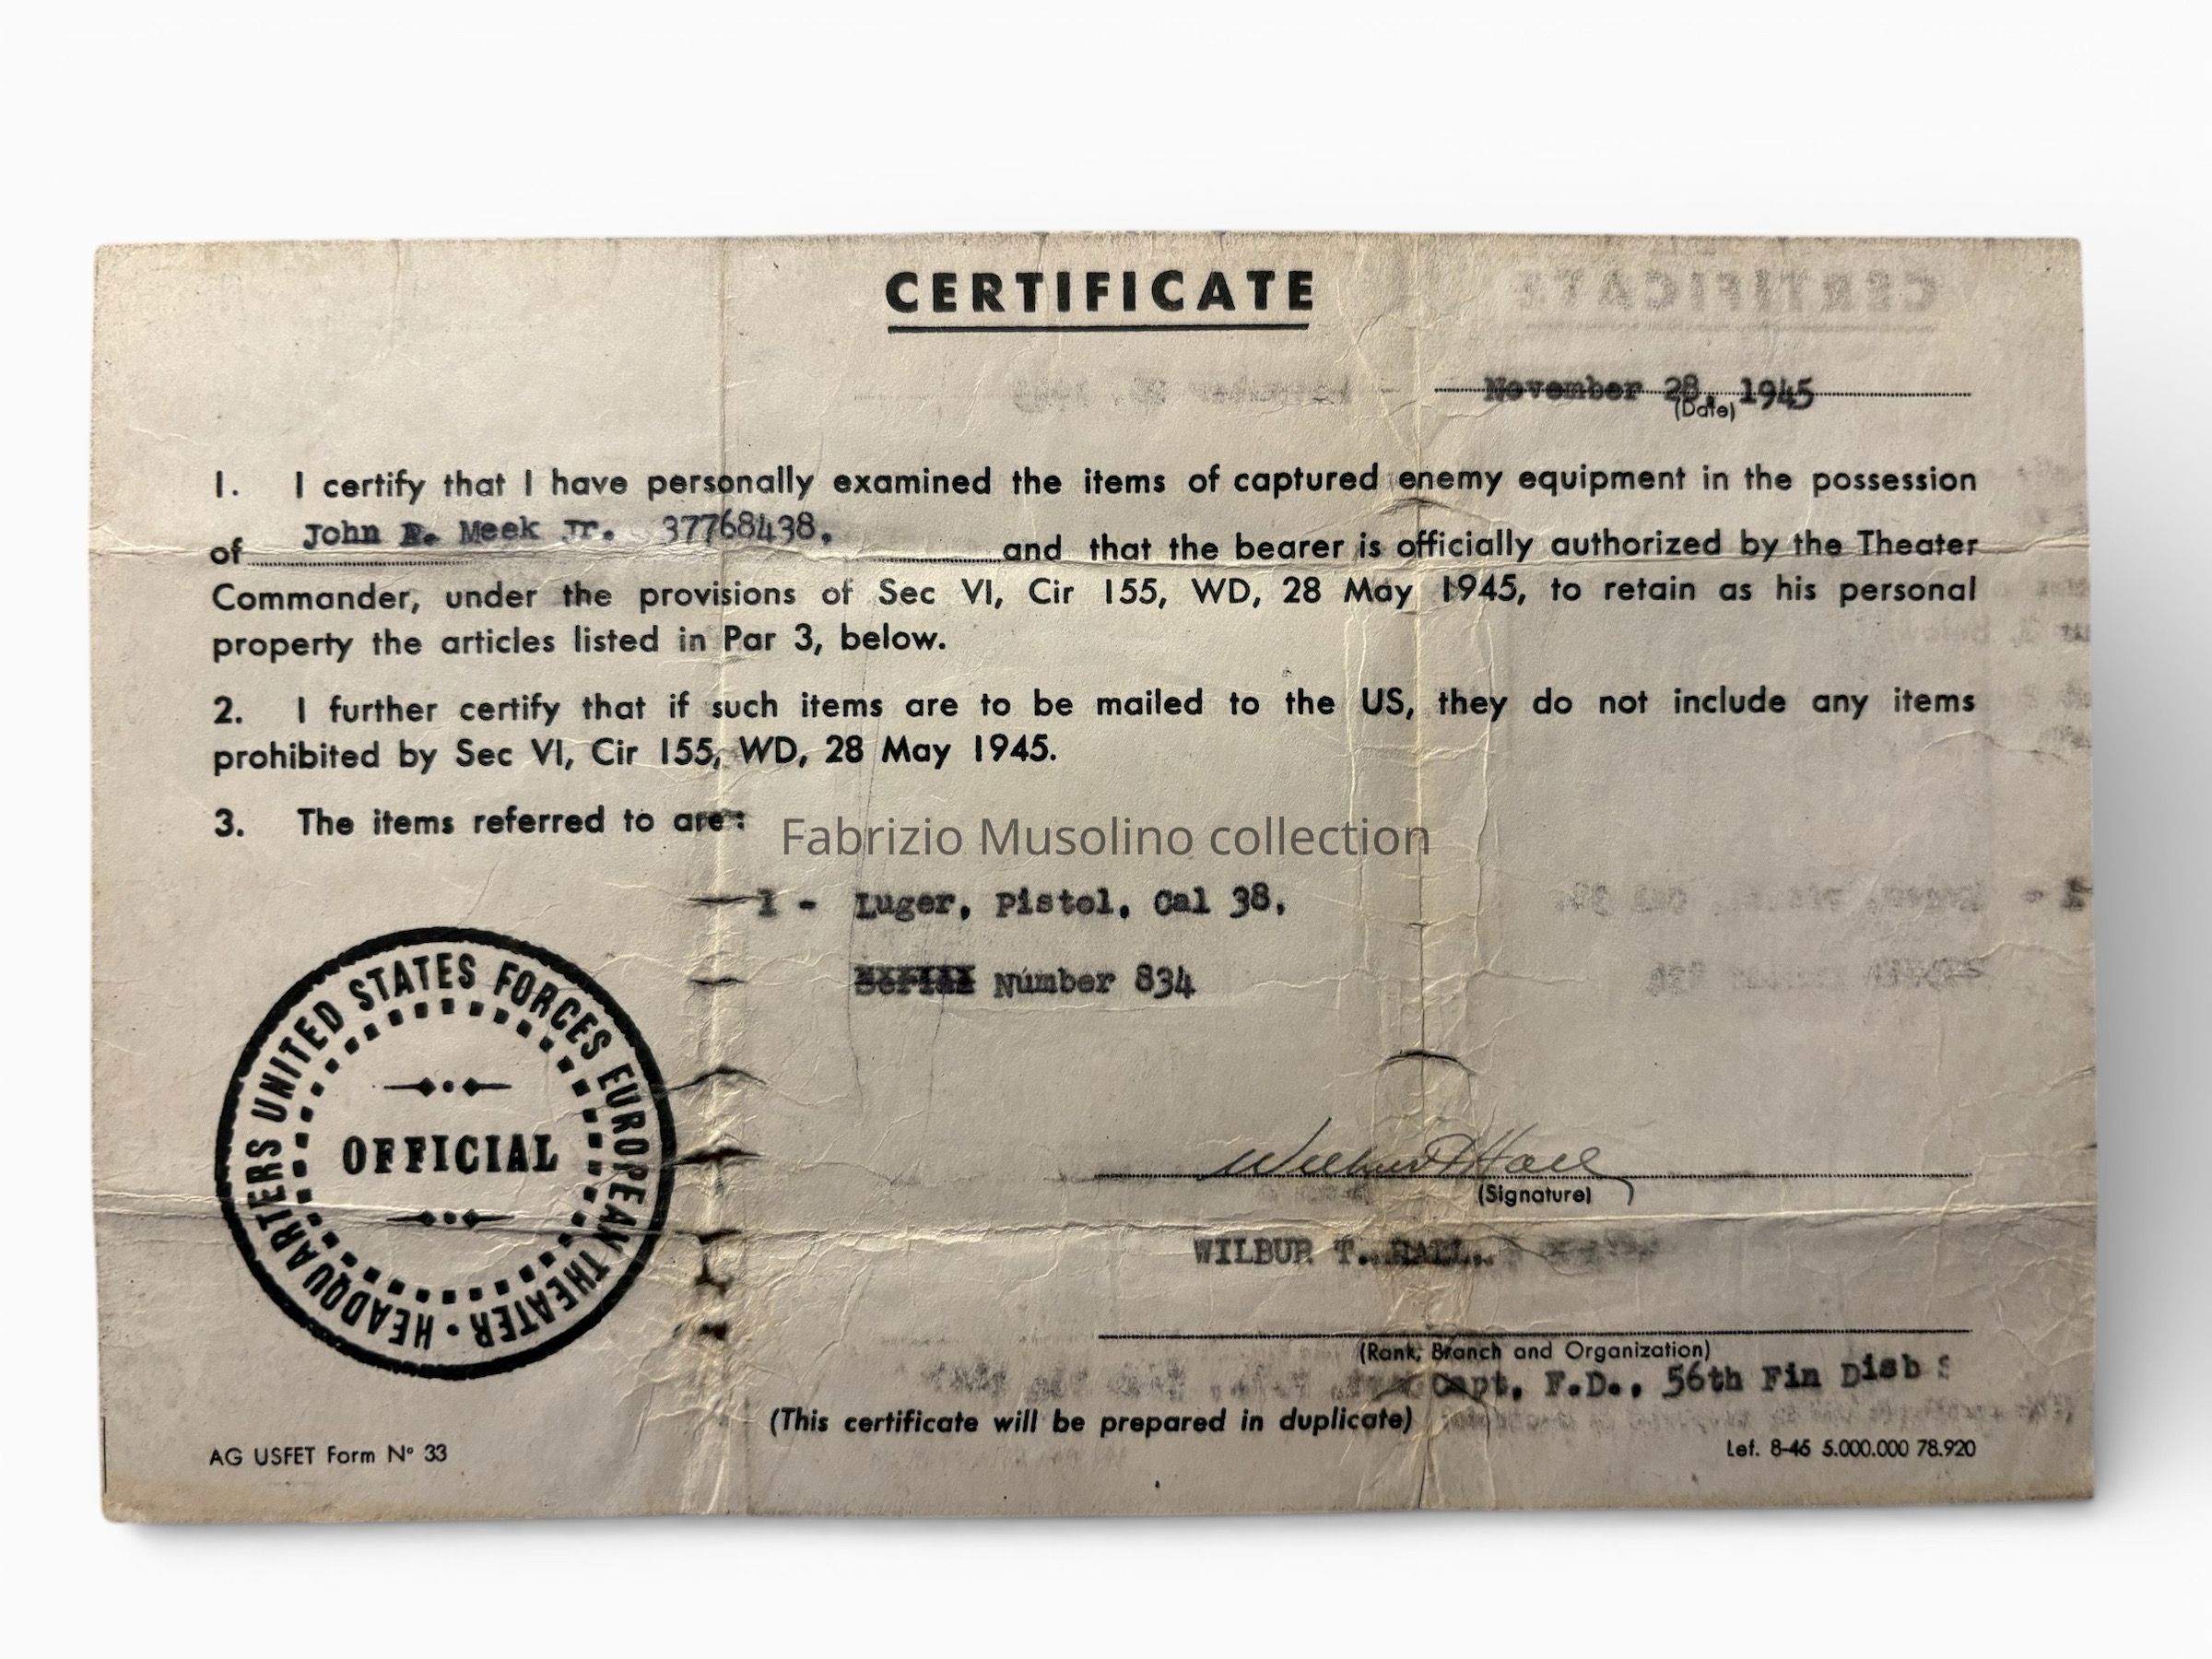 CERTIFICATE
November 28, 1945
(Date)
1. I certify that I have personally examined the items of captured enemy equipment in the possession
of John E. Meek Jr. 37768438. and that the bearer is officially authorized by the Theater
Commander, under the provisions of Sec VI, Cir 155, WD, 28 May 1945, to retain as his personal
property the articles listed in Par 3, below.
2. I further certify that if such items are to be mailed to the US, they do not include any items
prohibited by Sec VI, Cir 155, WD, 28 May 1945.
3. The items referred to are:
Fabrizio Musolino collection
1 - Luger, Pistol, Cal 38,
Number 834
HEADQUARTERS UNITED STATES FORCES EUROPEAN THEATER •
OFFICIAL
Wilbur T Hall
(Signature)
WILBUR T. HALL.
(Rank, Branch and Organization)
Capt, F.D., 56th Fin Disb S
(This certificate will be prepared in duplicate)
AG USFET Form Nº 33
Lef. 8-45 5.000.000 78.920